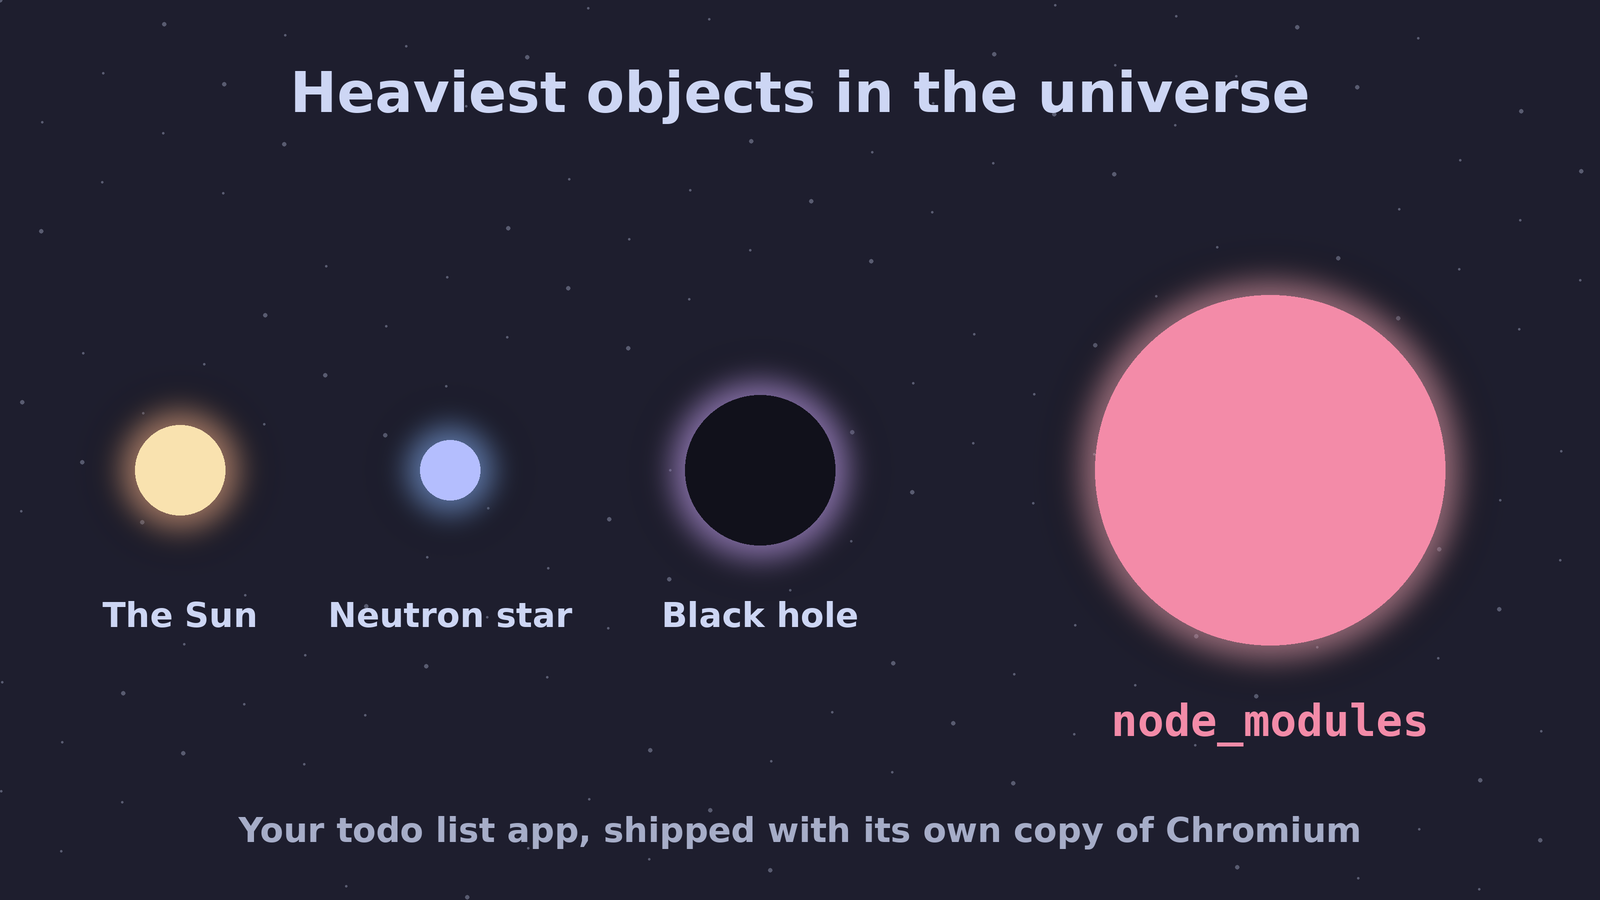 Heaviest objects in the universe
The Sun
Neutron star
Black hole
node_modules
Your todo list app, shipped with its own copy of Chromium